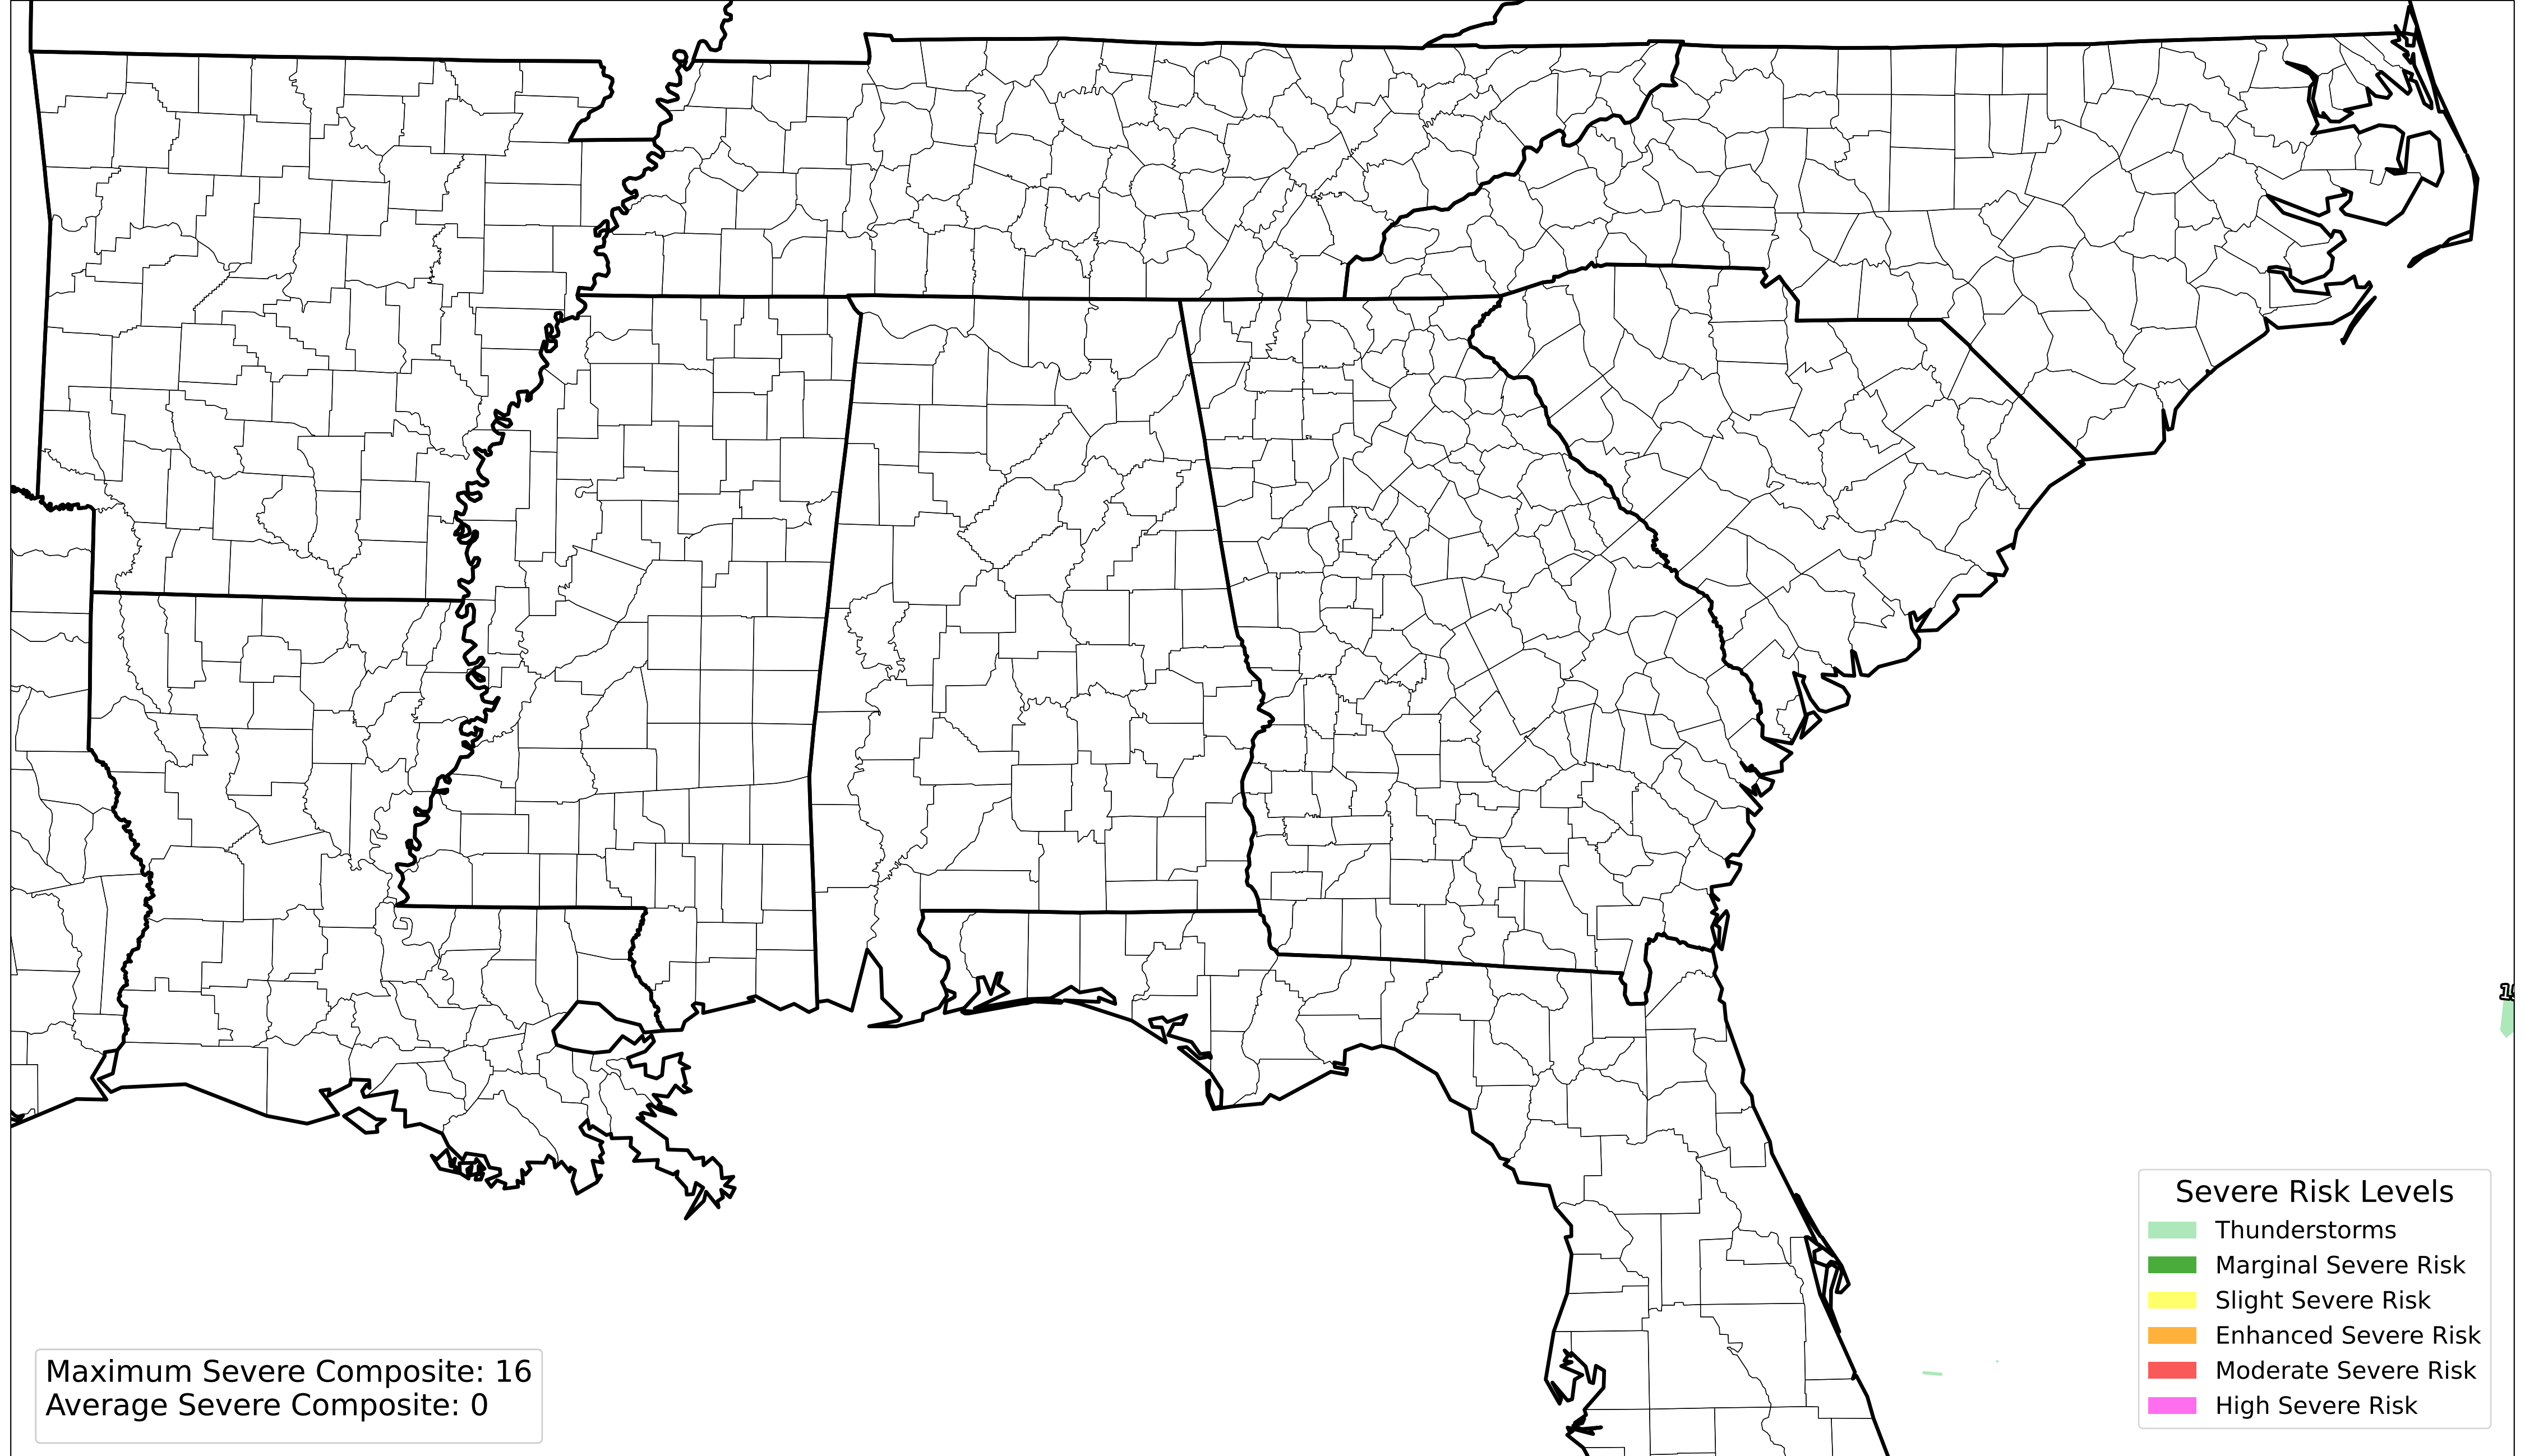 Severe Risk Levels
Thunderstorms
Marginal Severe Risk
Slight Severe Risk
Enhanced Severe Risk
Moderate Severe Risk
High Severe Risk
Maximum Severe Composite: 16
Average Severe Composite: 0